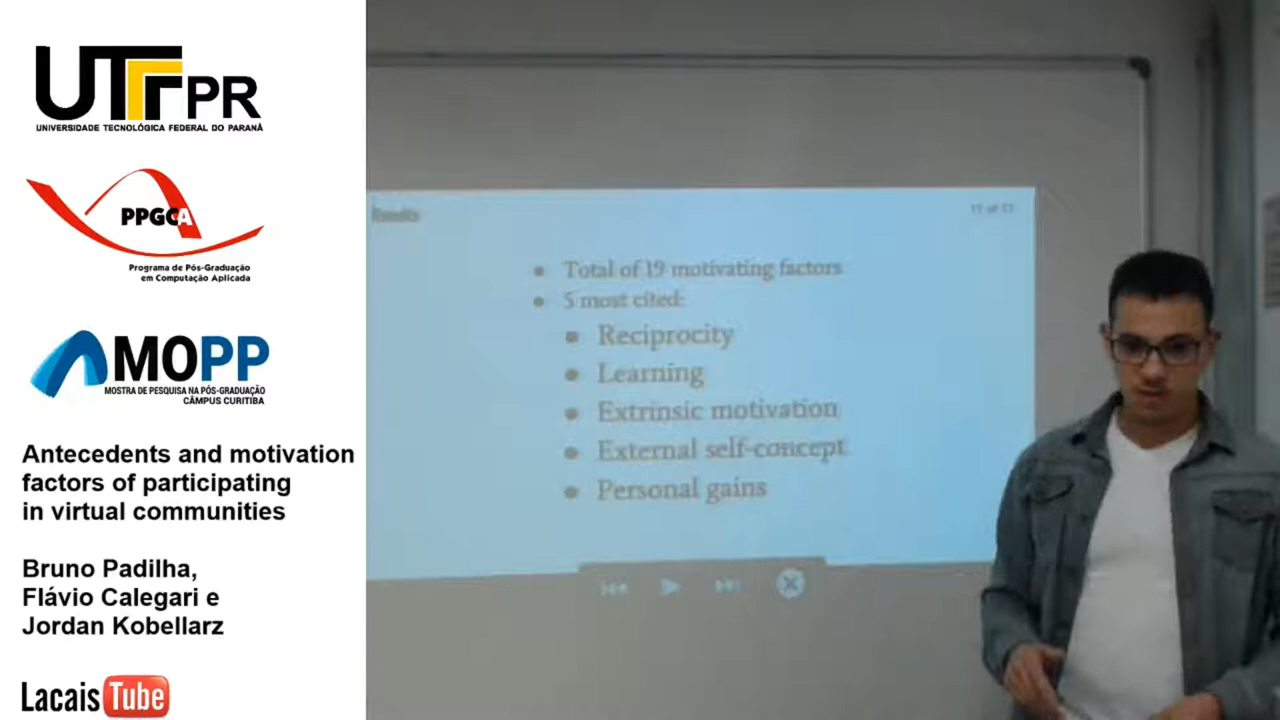 UTFPR
UNIVERSIDADE TECNOLÓGICA FEDERAL DO PARANÁ
PPGCA
Programa de Pós-Graduação
em Computação Aplicada
MOPP
MOSTRA DE PESQUISA NA PÓS-GRADUAÇÃO
CÂMPUS CURITIBA
Antecedents and motivation
factors of participating
in virtual communities
Bruno Padilha,
Flávio Calegari e
Jordan Kobellarz
LacaisTube
Results
Total of 19 motivating factors
5 most cited:
Reciprocity
Learning
Extrinsic motivation
External self-concept
Personal gains